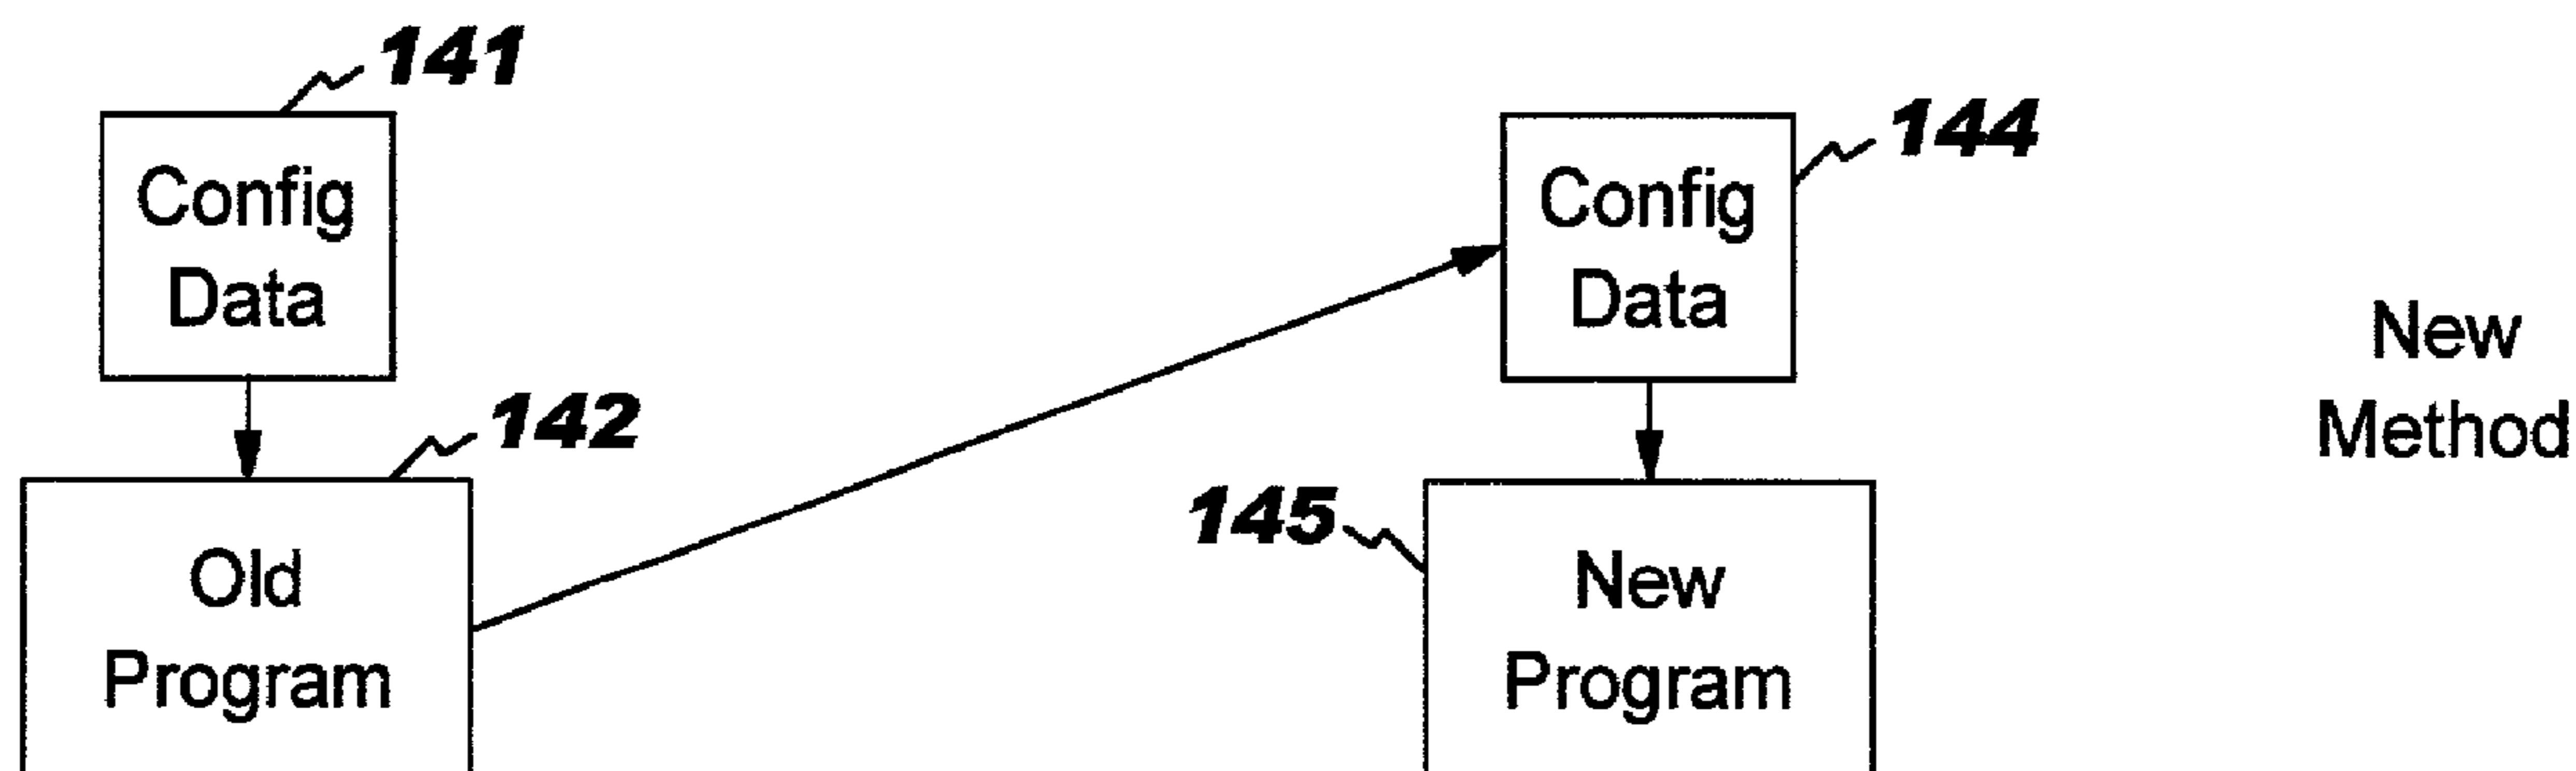 141
Config
Data
142
Old
Program
144
Config
Data
145
New
Program
New
Method